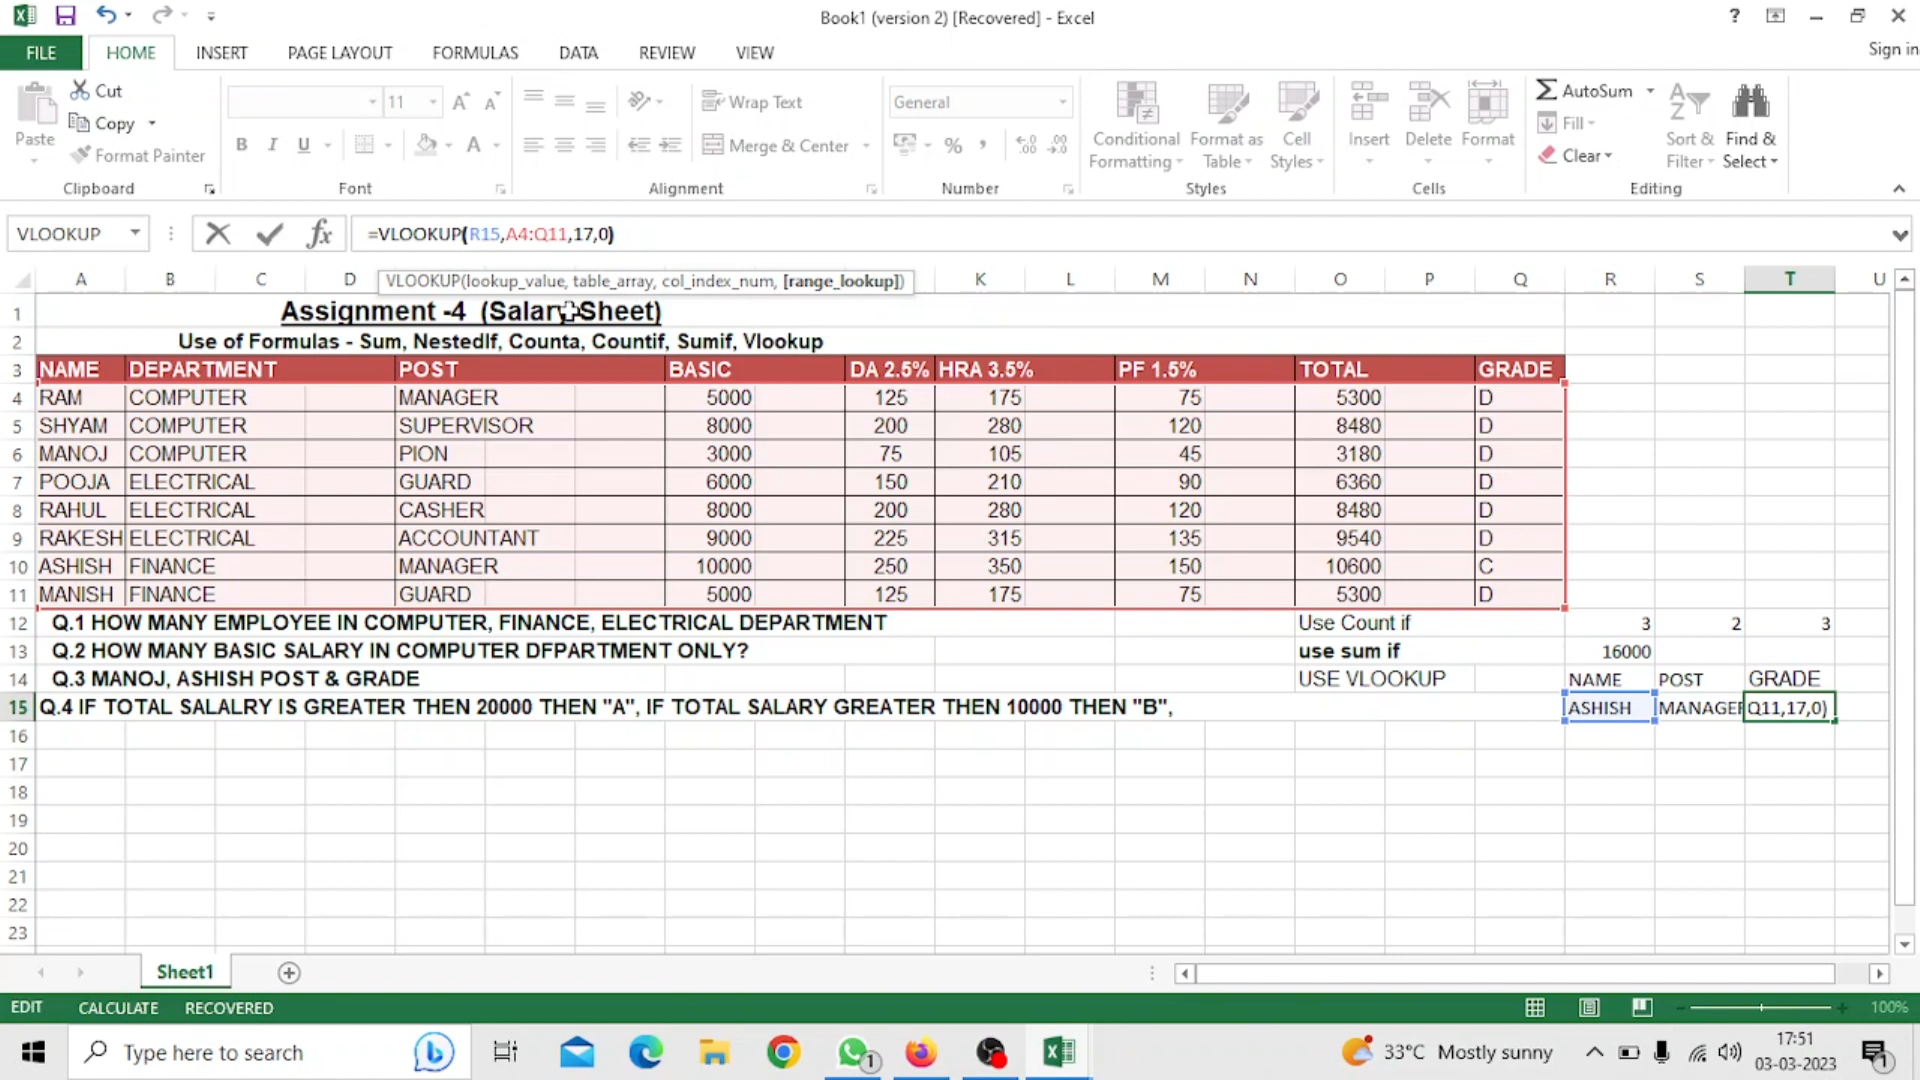 Book1 (version 2) [Recovered] - Excel
?
FILE HOME INSERT PAGE LAYOUT FORMULAS DATA REVIEW VIEW Sign in
Paste
Cut
Copy
Format Painter
Clipboard
11
B I U
Font
Wrap Text
Merge & Center
Alignment
General
%
Number
Conditional Formatting
Format as Table
Cell Styles
Styles
Insert Delete Format
Cells
AutoSum
Fill
Clear
Sort & Filter
Find & Select
Editing
VLOOKUP fx =VLOOKUP(R15,A4:Q11,17,0)
VLOOKUP(lookup_value, table_array, col_index_num, [range_lookup])
A B C D K L M N O P Q R S T U
1 Assignment -4 (Salary Sheet)
2 Use of Formulas - Sum, NestedIf, Counta, Countif, Sumif, Vlookup
3 NAME DEPARTMENT POST BASIC DA 2.5% HRA 3.5% PF 1.5% TOTAL GRADE
4 RAM COMPUTER MANAGER 5000 125 175 75 5300 D
5 SHYAM COMPUTER SUPERVISOR 8000 200 280 120 8480 D
6 MANOJ COMPUTER PION 3000 75 105 45 3180 D
7 POOJA ELECTRICAL GUARD 6000 150 210 90 6360 D
8 RAHUL ELECTRICAL CASHER 8000 200 280 120 8480 D
9 RAKESH ELECTRICAL ACCOUNTANT 9000 225 315 135 9540 D
10 ASHISH FINANCE MANAGER 10000 250 350 150 10600 C
11 MANISH FINANCE GUARD 5000 125 175 75 5300 D
12 Q.1 HOW MANY EMPLOYEE IN COMPUTER, FINANCE, ELECTRICAL DEPARTMENT Use Count if 3 2 3
13 Q.2 HOW MANY BASIC SALARY IN COMPUTER DFPARTMENT ONLY? use sum if 16000
14 Q.3 MANOJ, ASHISH POST & GRADE USE VLOOKUP NAME POST GRADE
15 Q.4 IF TOTAL SALALRY IS GREATER THEN 20000 THEN "A", IF TOTAL SALARY GREATER THEN 10000 THEN "B", ASHISH MANAGER Q11,17,0)
16
17
18
19
20
21
22
23
Sheet1
EDIT CALCULATE RECOVERED 100%
Type here to search
1
33°C Mostly sunny
17:51
03-03-2023
1